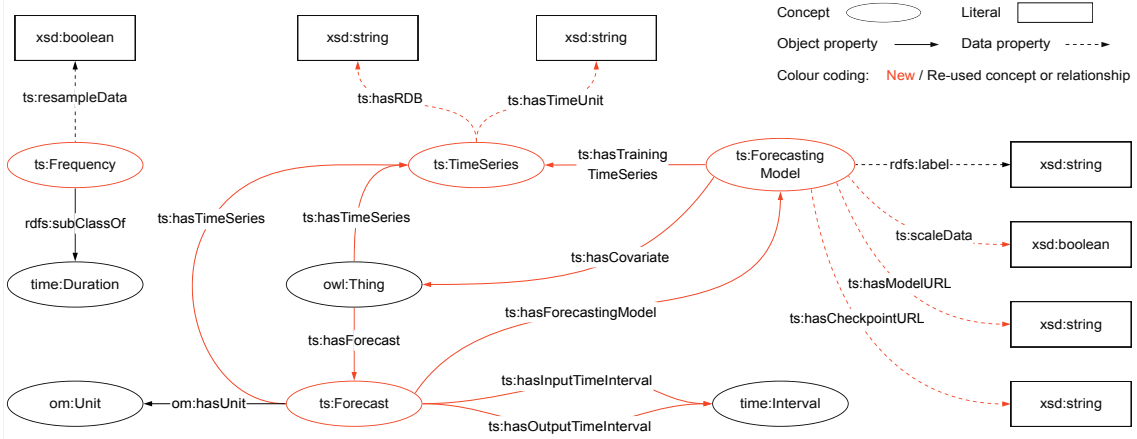 xsd:boolean
xsd:string
xsd:string
Concept
Literal
Object property
Data property
Colour coding: New / Re-used concept or relationship
ts:resampleData
ts:hasRDB
ts:hasTimeUnit
ts:Frequency
ts:TimeSeries
ts:hasTraining
TimeSeries
ts:Forecasting
Model
rdfs:label
xsd:string
rdfs:subClassOf
ts:hasTimeSeries
ts:hasTimeSeries
ts:scaleData
xsd:boolean
ts:hasCovariate
time:Duration
owl:Thing
ts:hasModelURL
ts:hasForecastingModel
ts:hasCheckpointURL
xsd:string
ts:hasForecast
ts:hasInputTimeInterval
om:Unit
om:hasUnit
ts:Forecast
time:Interval
xsd:string
ts:hasOutputTimeInterval